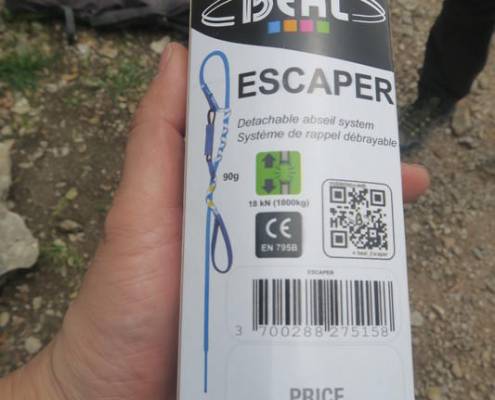 BEAL
ESCAPER
Detachable abseil system
Système de rappel débrayable
90g
18 kN (1800kg)
CE
EN 795B
ESCAPER
3 700288 275158
PRICE